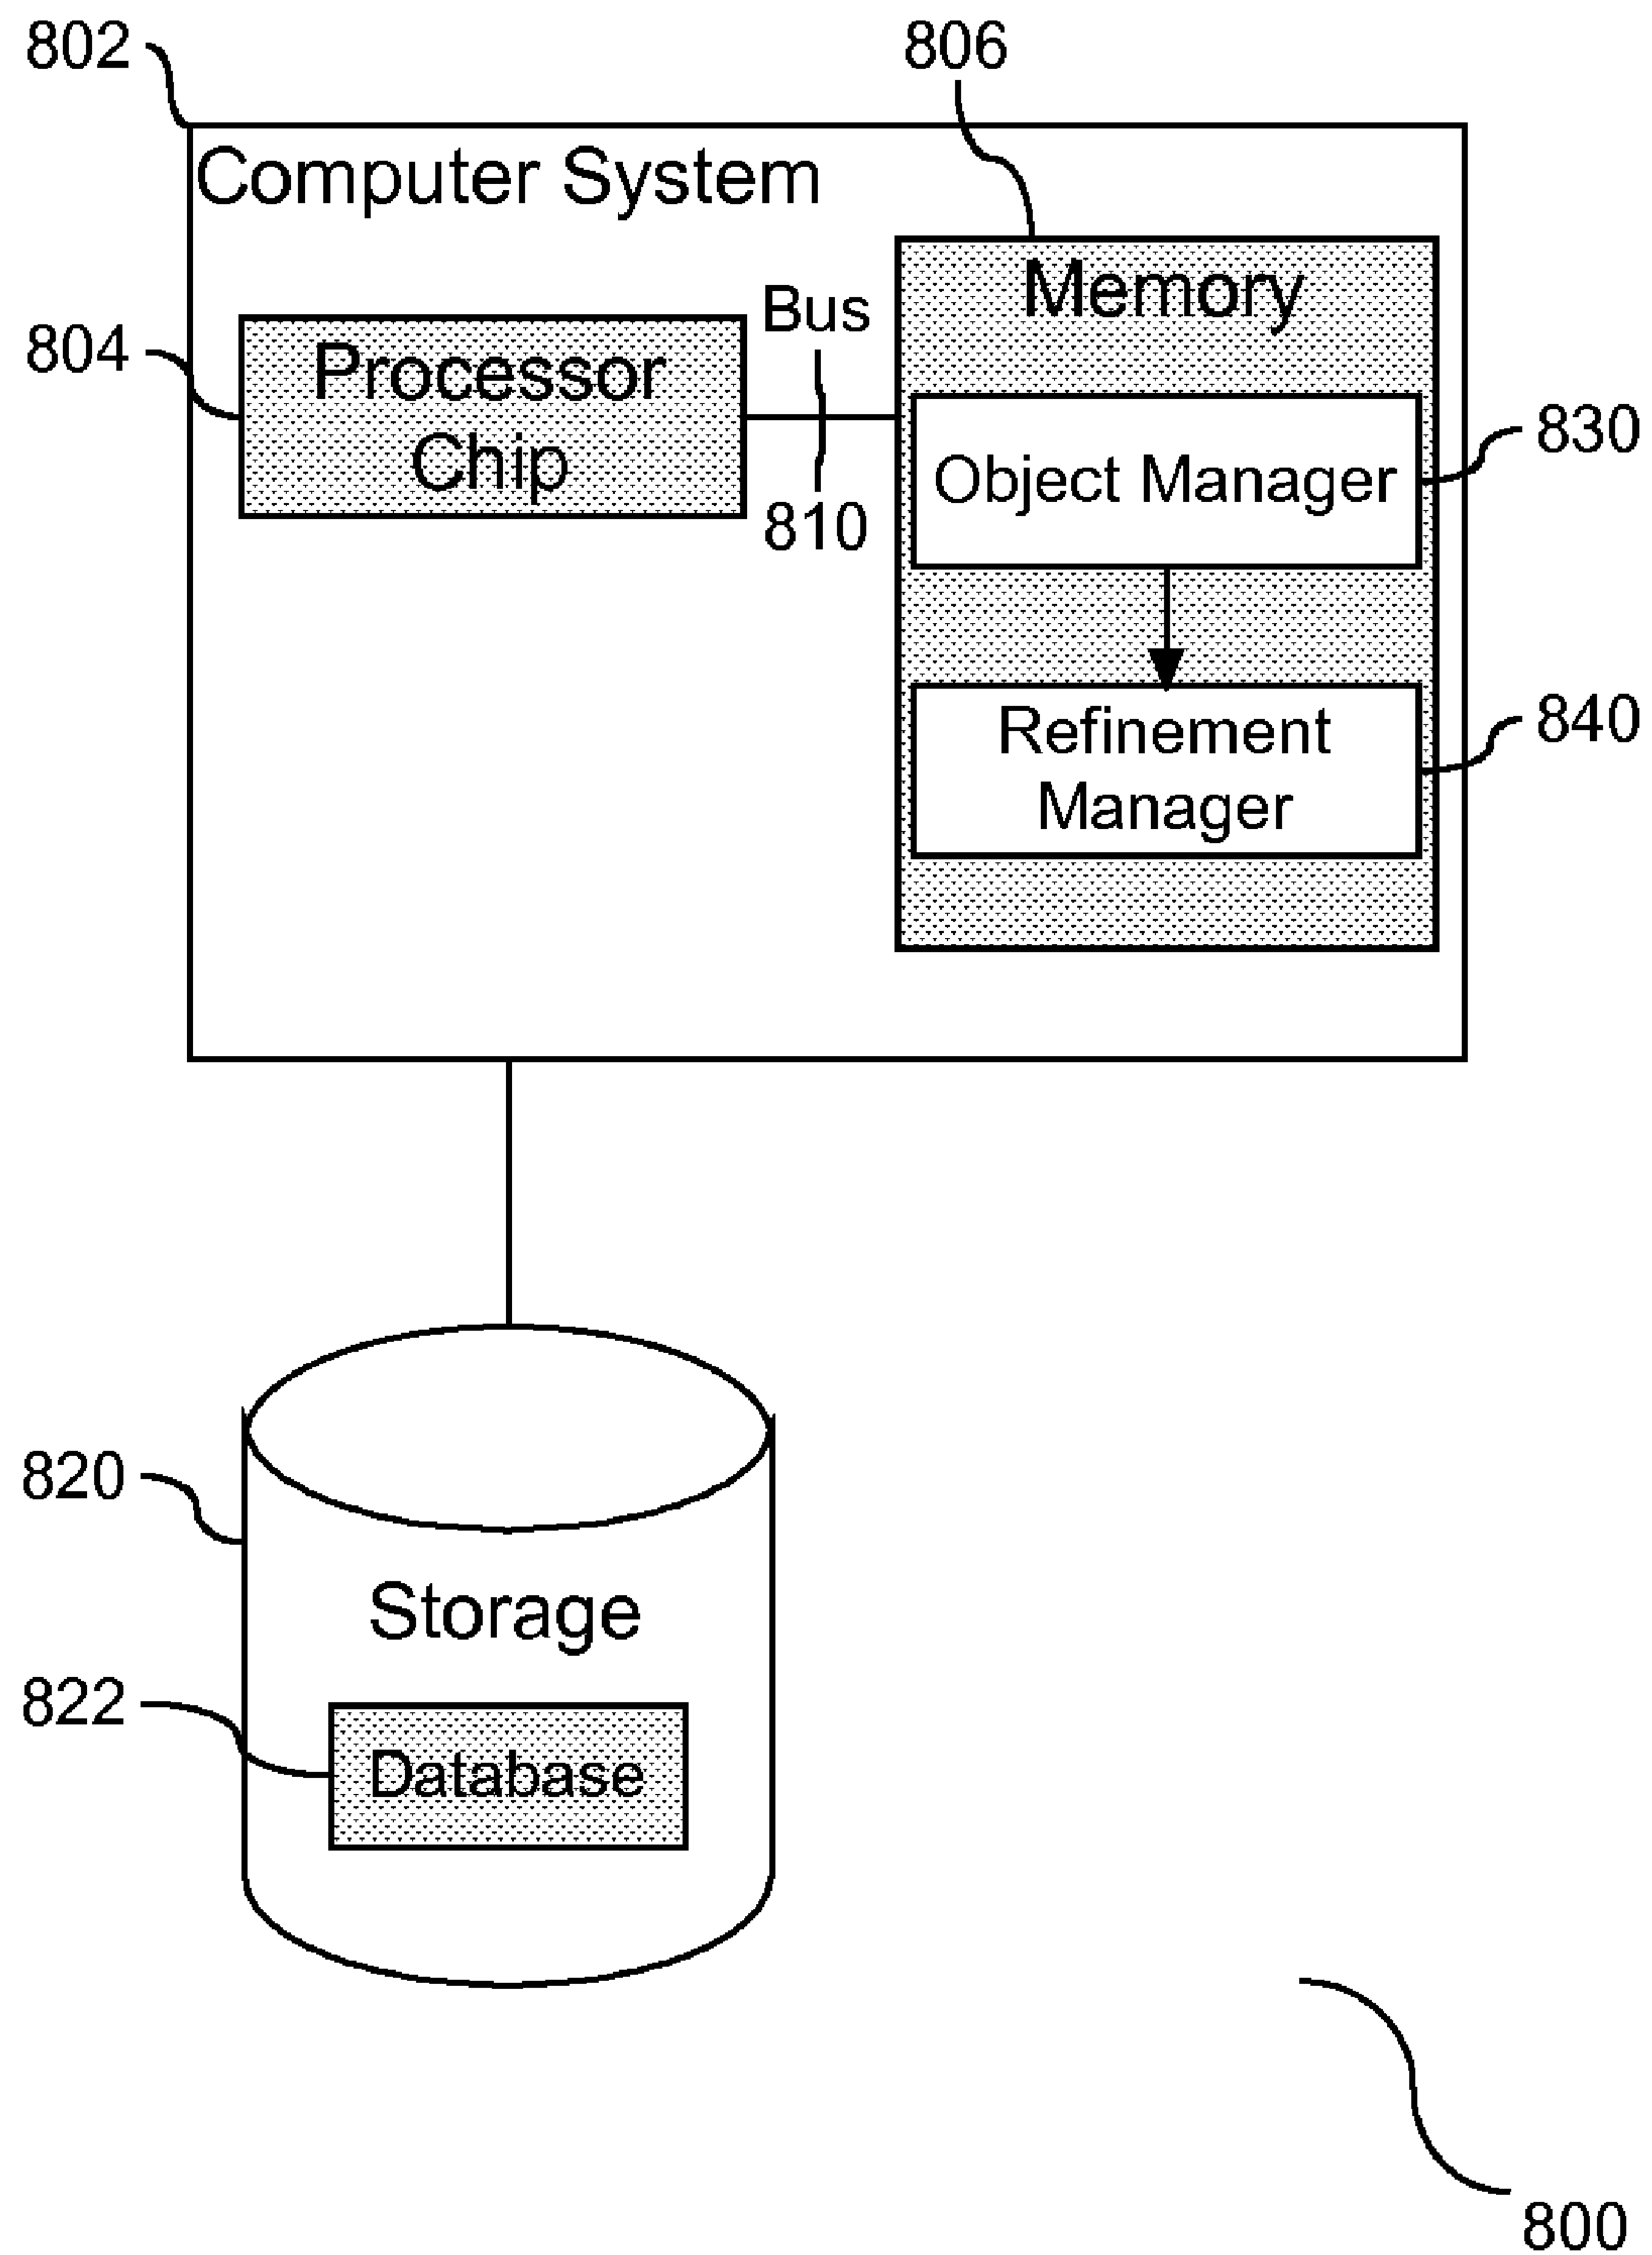 802
806
Computer System
Memory
Bus
804
Processor
Chip
830
Object Manager
810
840
Refinement
Manager
820
Storage
822
Database
800